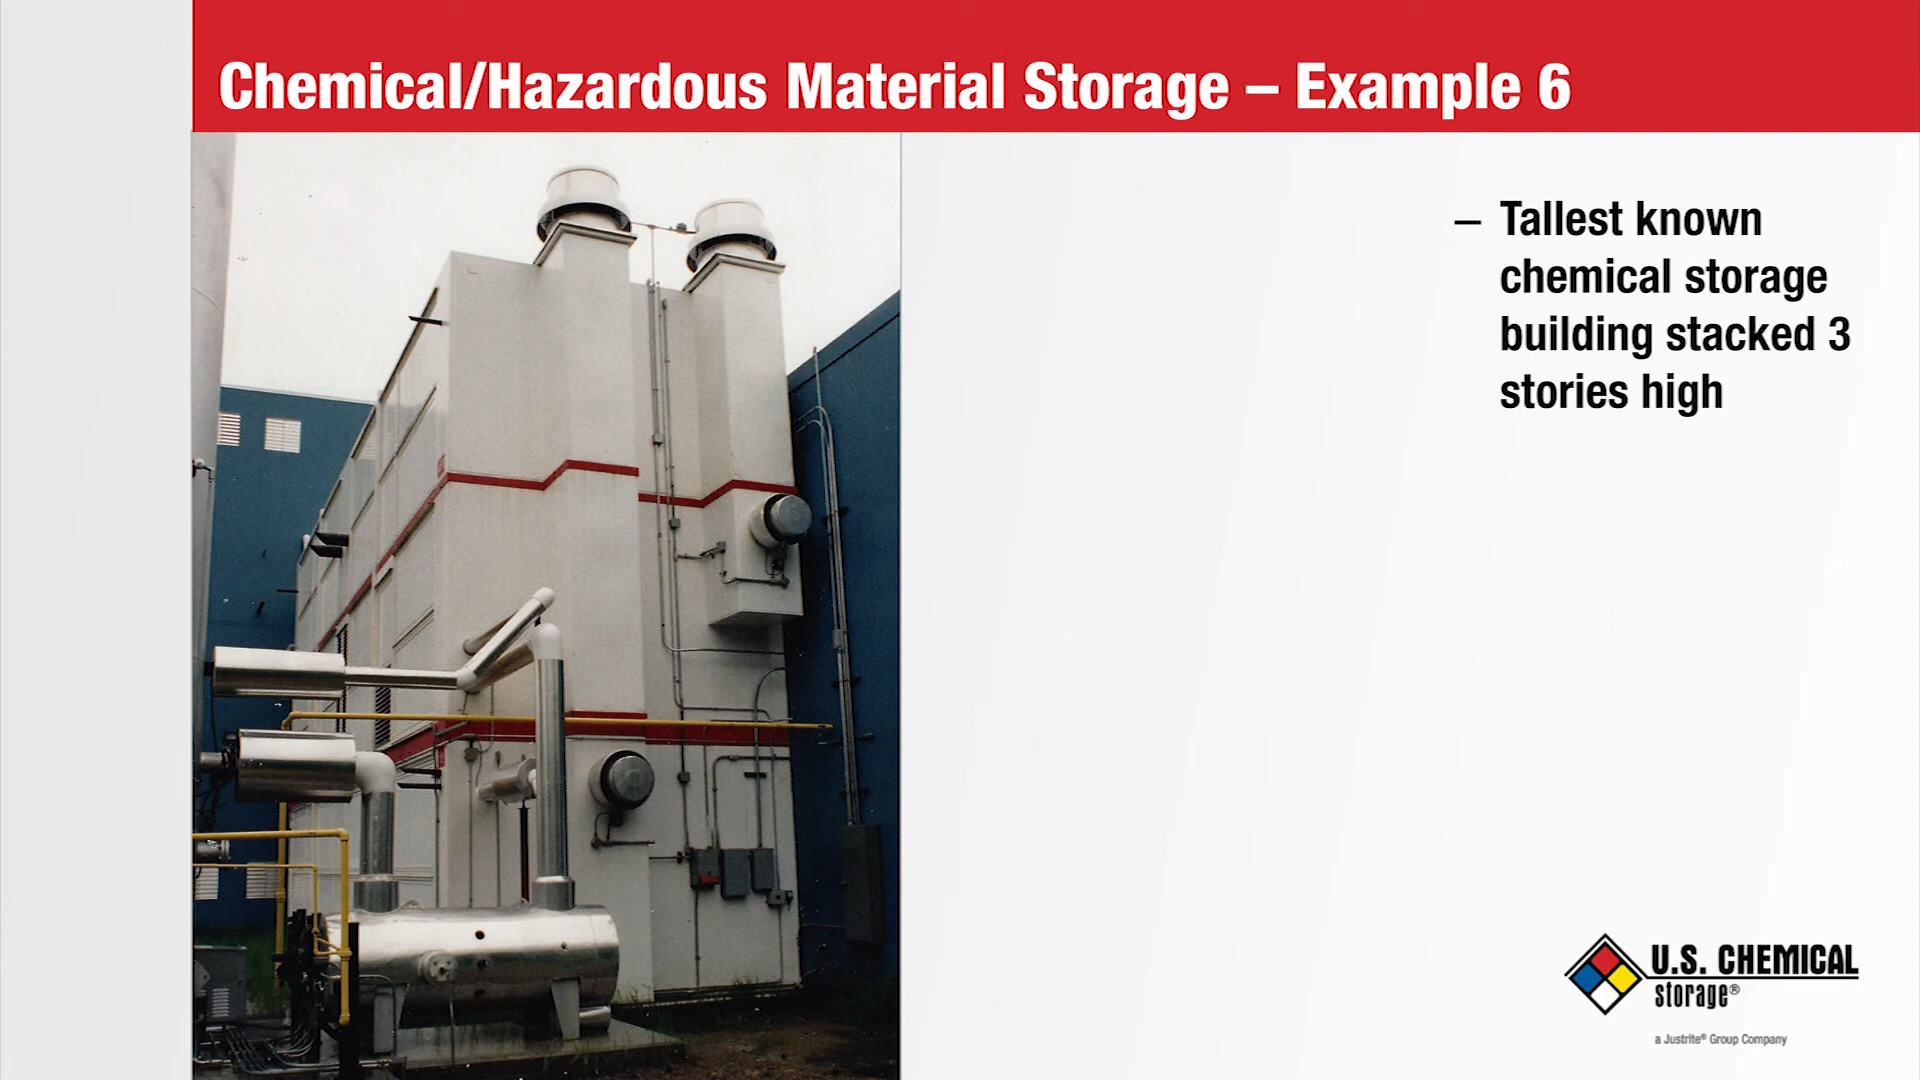 Chemical/Hazardous Material Storage – Example 6
– Tallest known
chemical storage
building stacked 3
stories high
U.S. CHEMICAL
storage®
a Justrite® Group Company